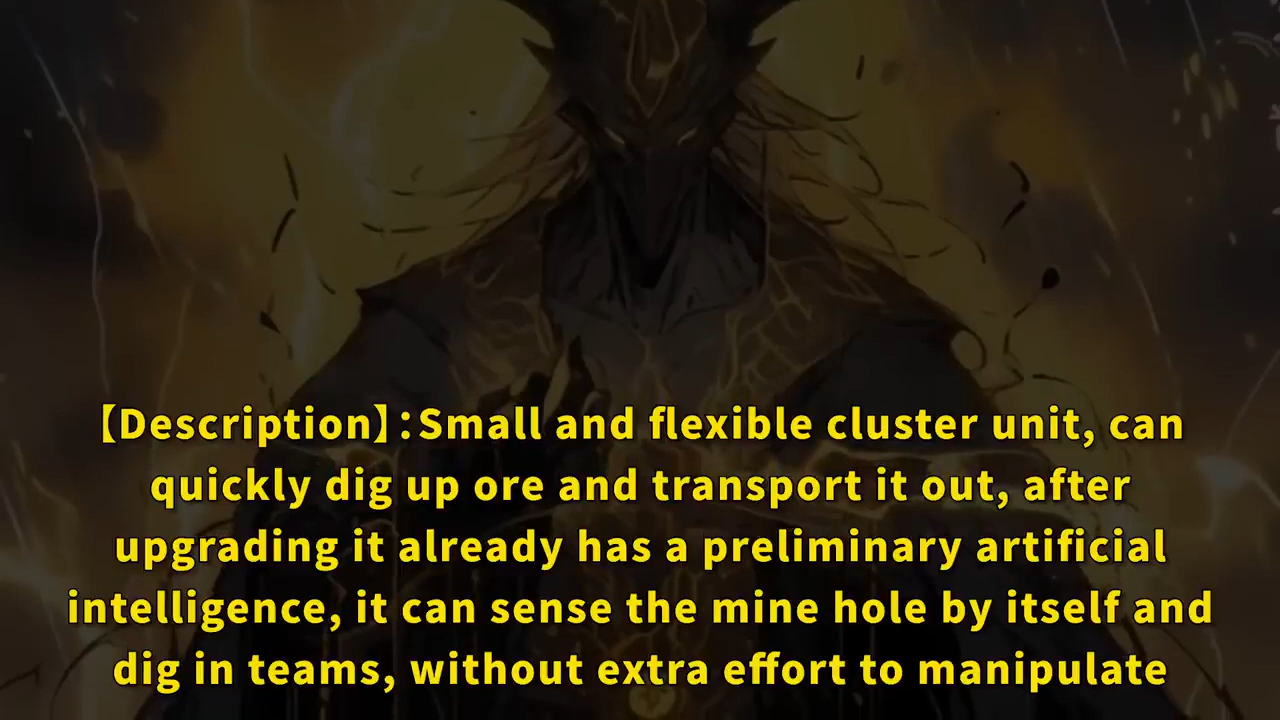 【Description】:Small and flexible cluster unit, can
quickly dig up ore and transport it out, after
upgrading it already has a preliminary artificial
intelligence, it can sense the mine hole by itself and
dig in teams, without extra effort to manipulate